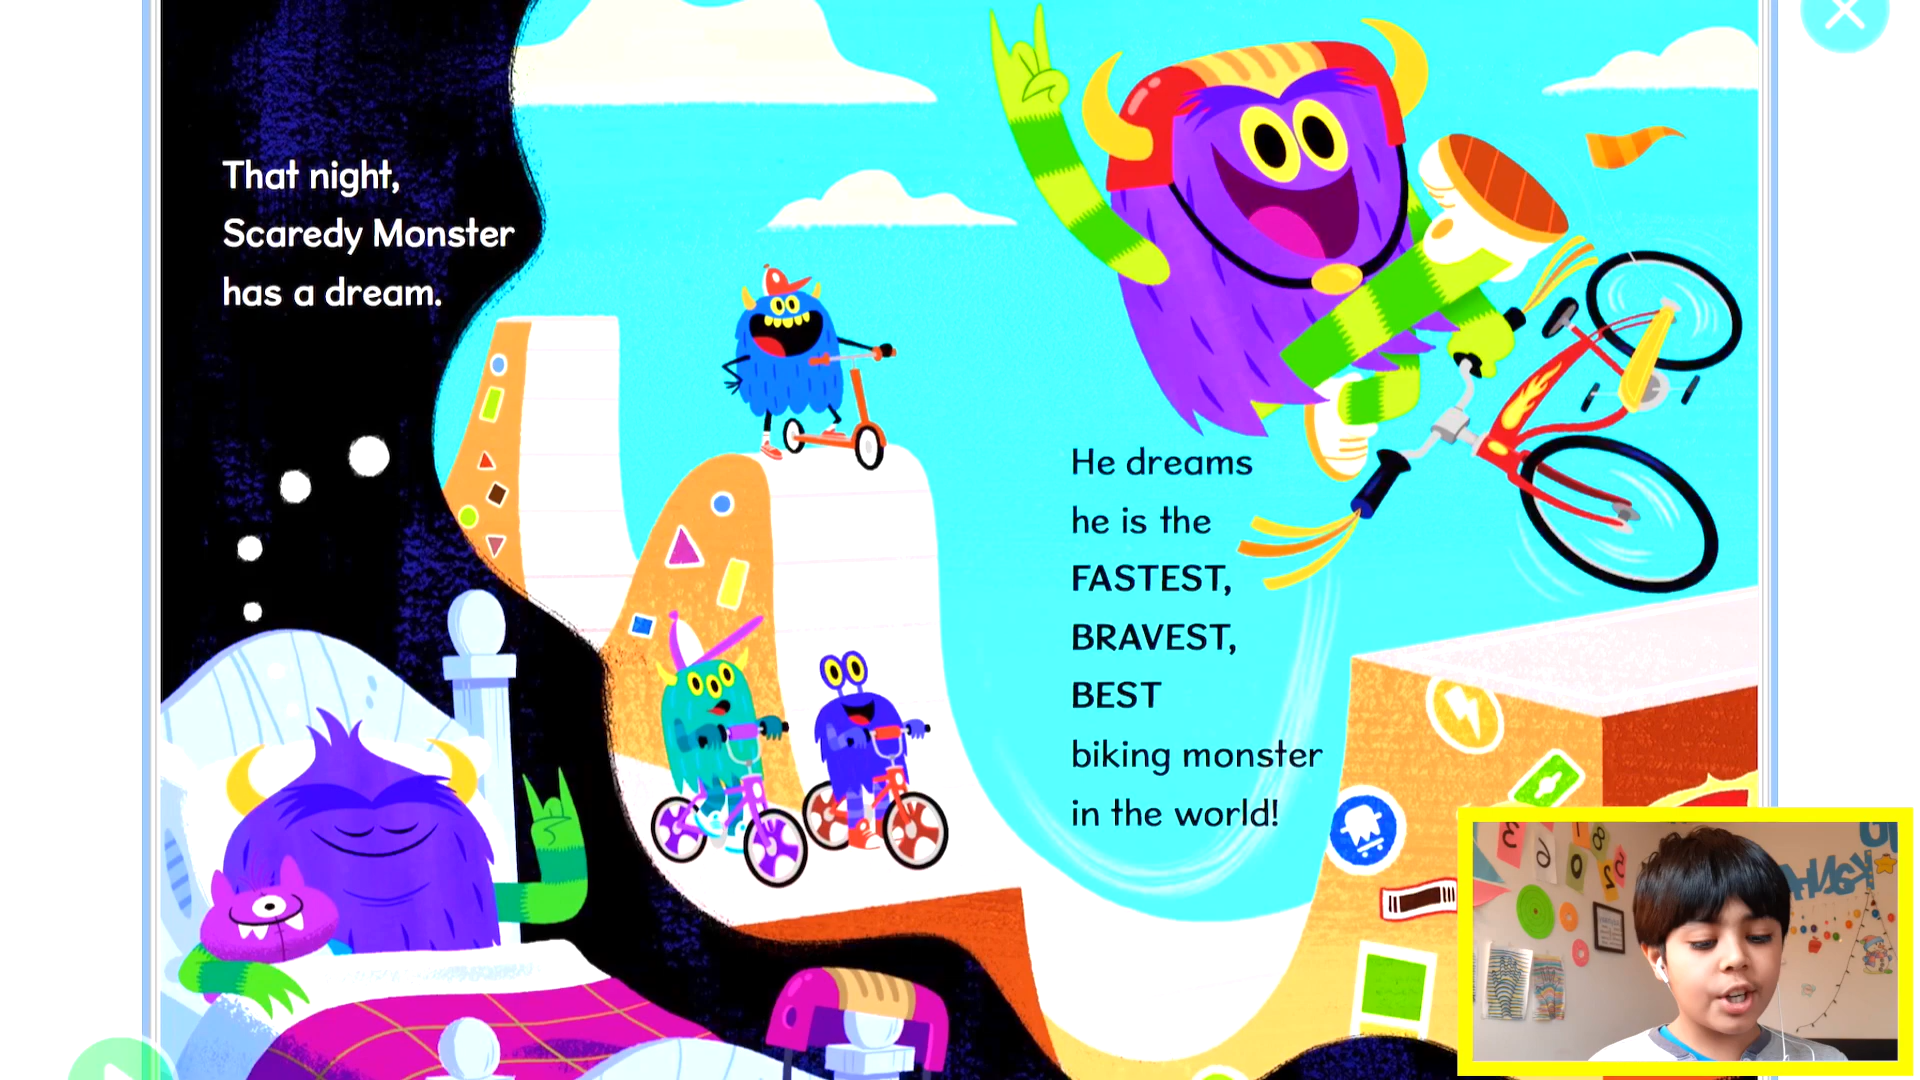 That night,
Scaredy Monster
has a dream.
He dreams
he is the
FASTEST,
BRAVEST,
BEST
biking monster
in the world!